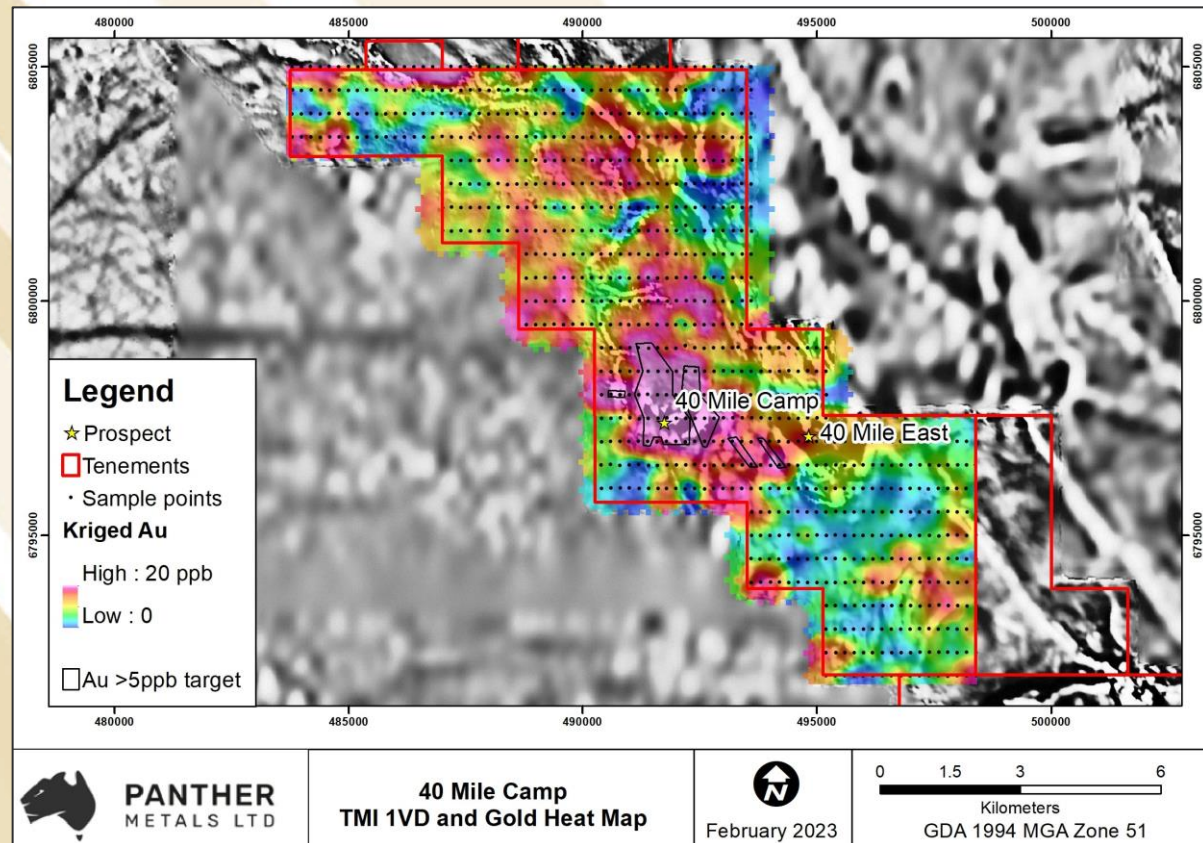 480000 485000 490000 495000 500000
6805000 6805000
6800000 6800000
6795000 6795000
40 Mile Camp
40 Mile East
Legend
Prospect
Tenements
Sample points
Kriged Au
High : 20 ppb
Low : 0
Au >5ppb target
480000 485000 490000 495000 500000
PANTHER
METALS LTD
40 Mile Camp
TMI 1VD and Gold Heat Map
N
February 2023
0 1.5 3 6
Kilometers
GDA 1994 MGA Zone 51